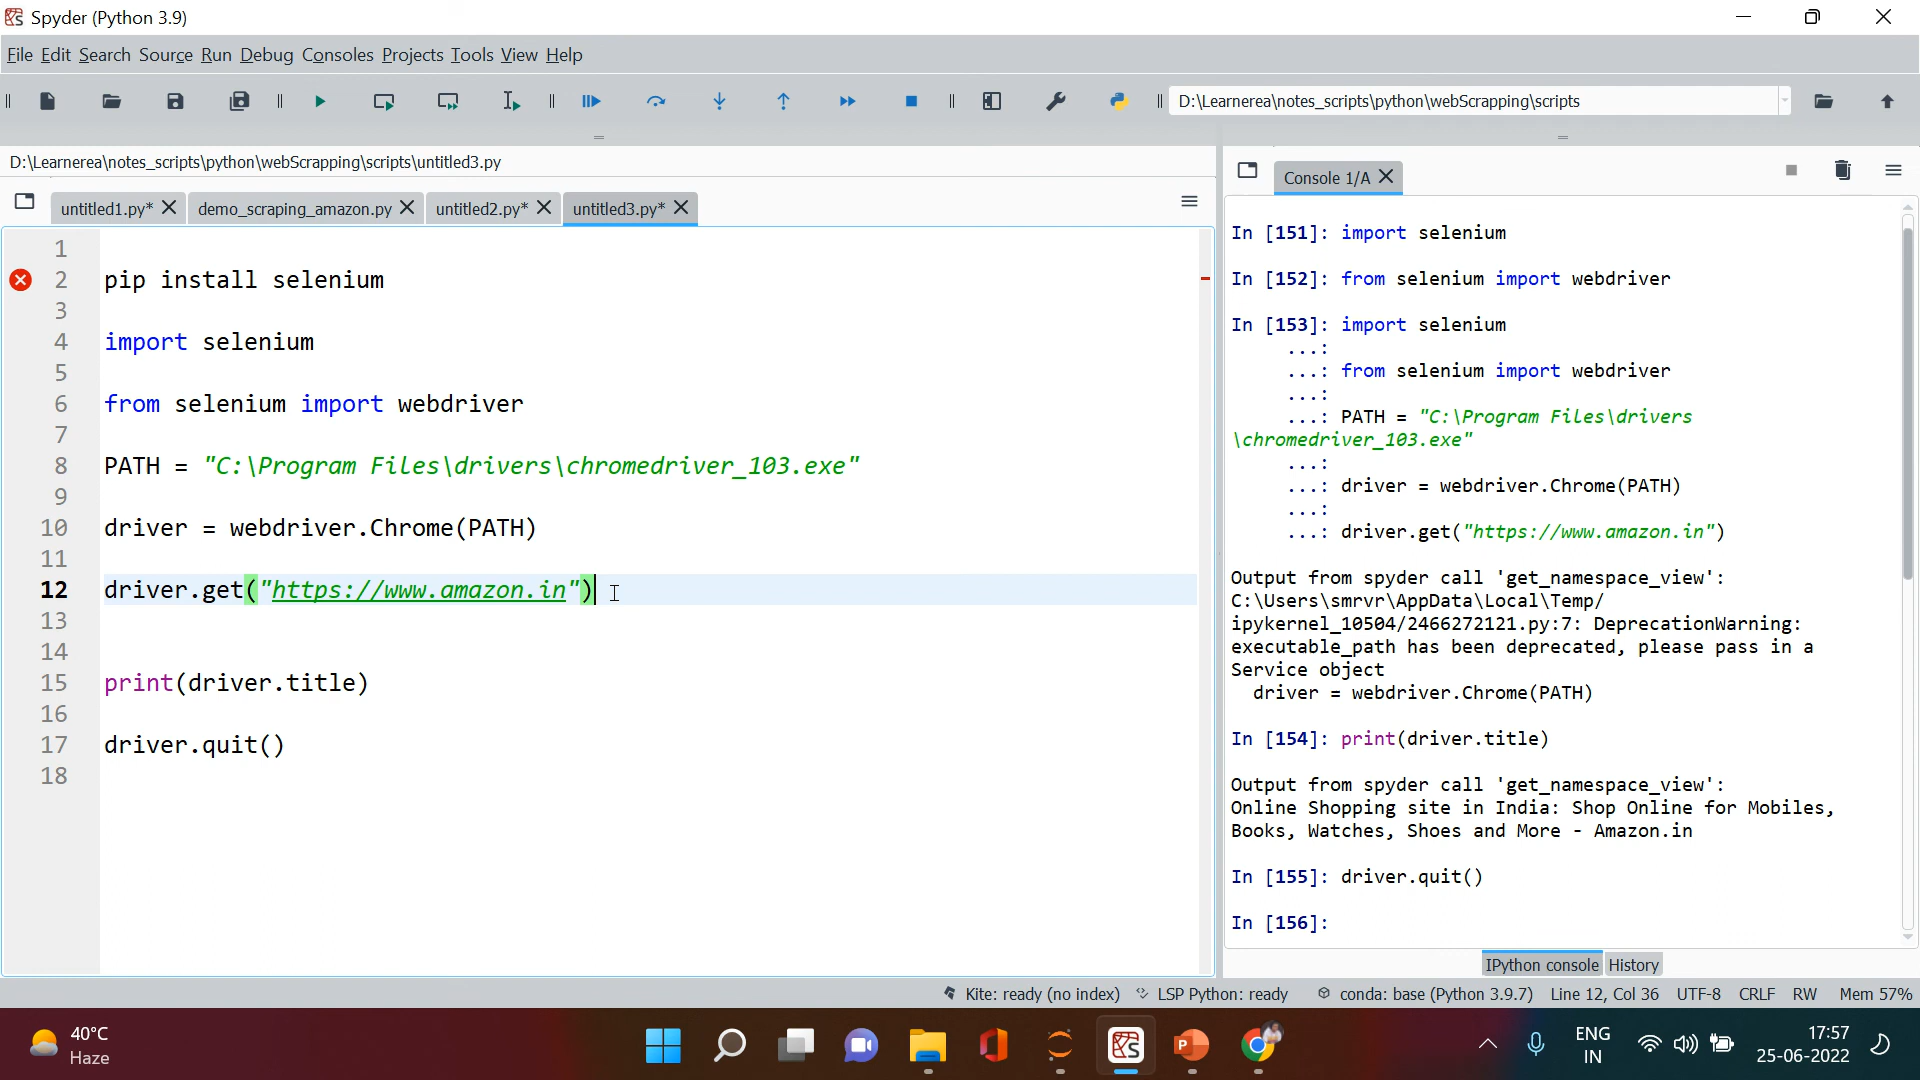 Spyder (Python 3.9)
File Edit Search Source Run Debug Consoles Projects Tools View Help
D:\Learnerea\notes_scripts\python\webScrapping\scripts
D:\Learnerea\notes_scripts\python\webScrapping\scripts\untitled3.py
untitled1.py* demo_scraping_amazon.py untitled2.py* untitled3.py*
1
2 pip install selenium
3
4 import selenium
5
6 from selenium import webdriver
7
8 PATH = "C:\Program Files\drivers\chromedriver_103.exe"
9
10 driver = webdriver.Chrome(PATH)
11
12 driver.get("https://www.amazon.in")
13
14
15 print(driver.title)
16
17 driver.quit()
18
Console 1/A
In [151]: import selenium
In [152]: from selenium import webdriver
In [153]: import selenium
...:
...: from selenium import webdriver
...:
...: PATH = "C:\Program Files\drivers
\chromedriver_103.exe"
...:
...: driver = webdriver.Chrome(PATH)
...:
...: driver.get("https://www.amazon.in")
Output from spyder call 'get_namespace_view':
C:\Users\smrvr\AppData\Local\Temp/
ipykernel_10504/2466272121.py:7: DeprecationWarning:
executable_path has been deprecated, please pass in a
Service object
driver = webdriver.Chrome(PATH)
In [154]: print(driver.title)
Output from spyder call 'get_namespace_view':
Online Shopping site in India: Shop Online for Mobiles,
Books, Watches, Shoes and More - Amazon.in
In [155]: driver.quit()
In [156]:
IPython console History
Kite: ready (no index) LSP Python: ready conda: base (Python 3.9.7) Line 12, Col 36 UTF-8 CRLF RW Mem 57%
40°C
Haze
ENG
IN
17:57
25-06-2022